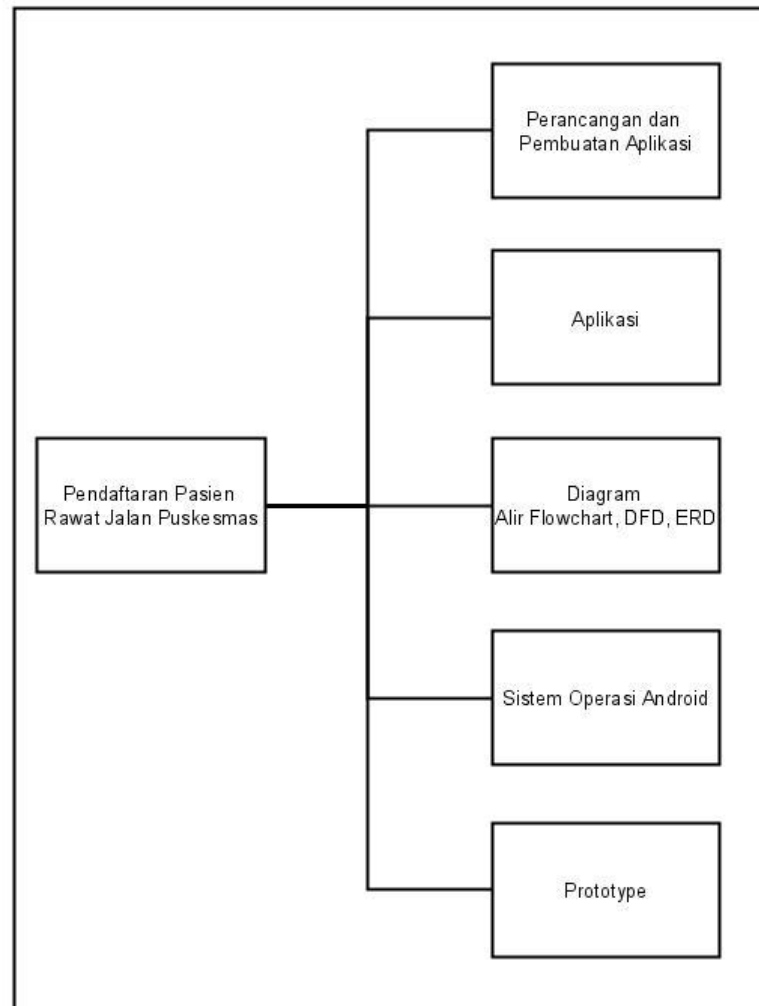 Perancangan dan
Pembuatan Aplikasi
Aplikasi
Pendaftaran Pasien
Rawat Jalan Puskesmas
Diagram
Alir Flowchart, DFD, ERD
Sistem Operasi Android
Prototype